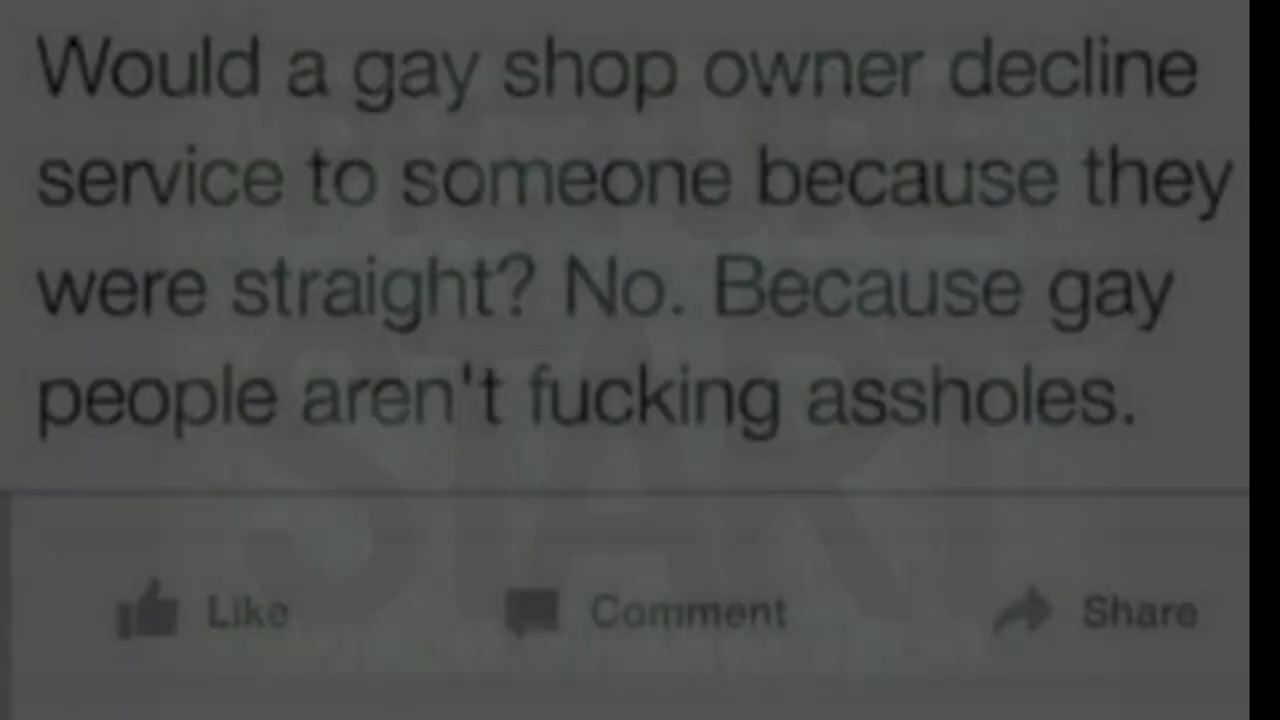 Would a gay shop owner decline
service to someone because they
were straight? No. Because gay
people aren't fucking assholes.
Like Comment Share
START